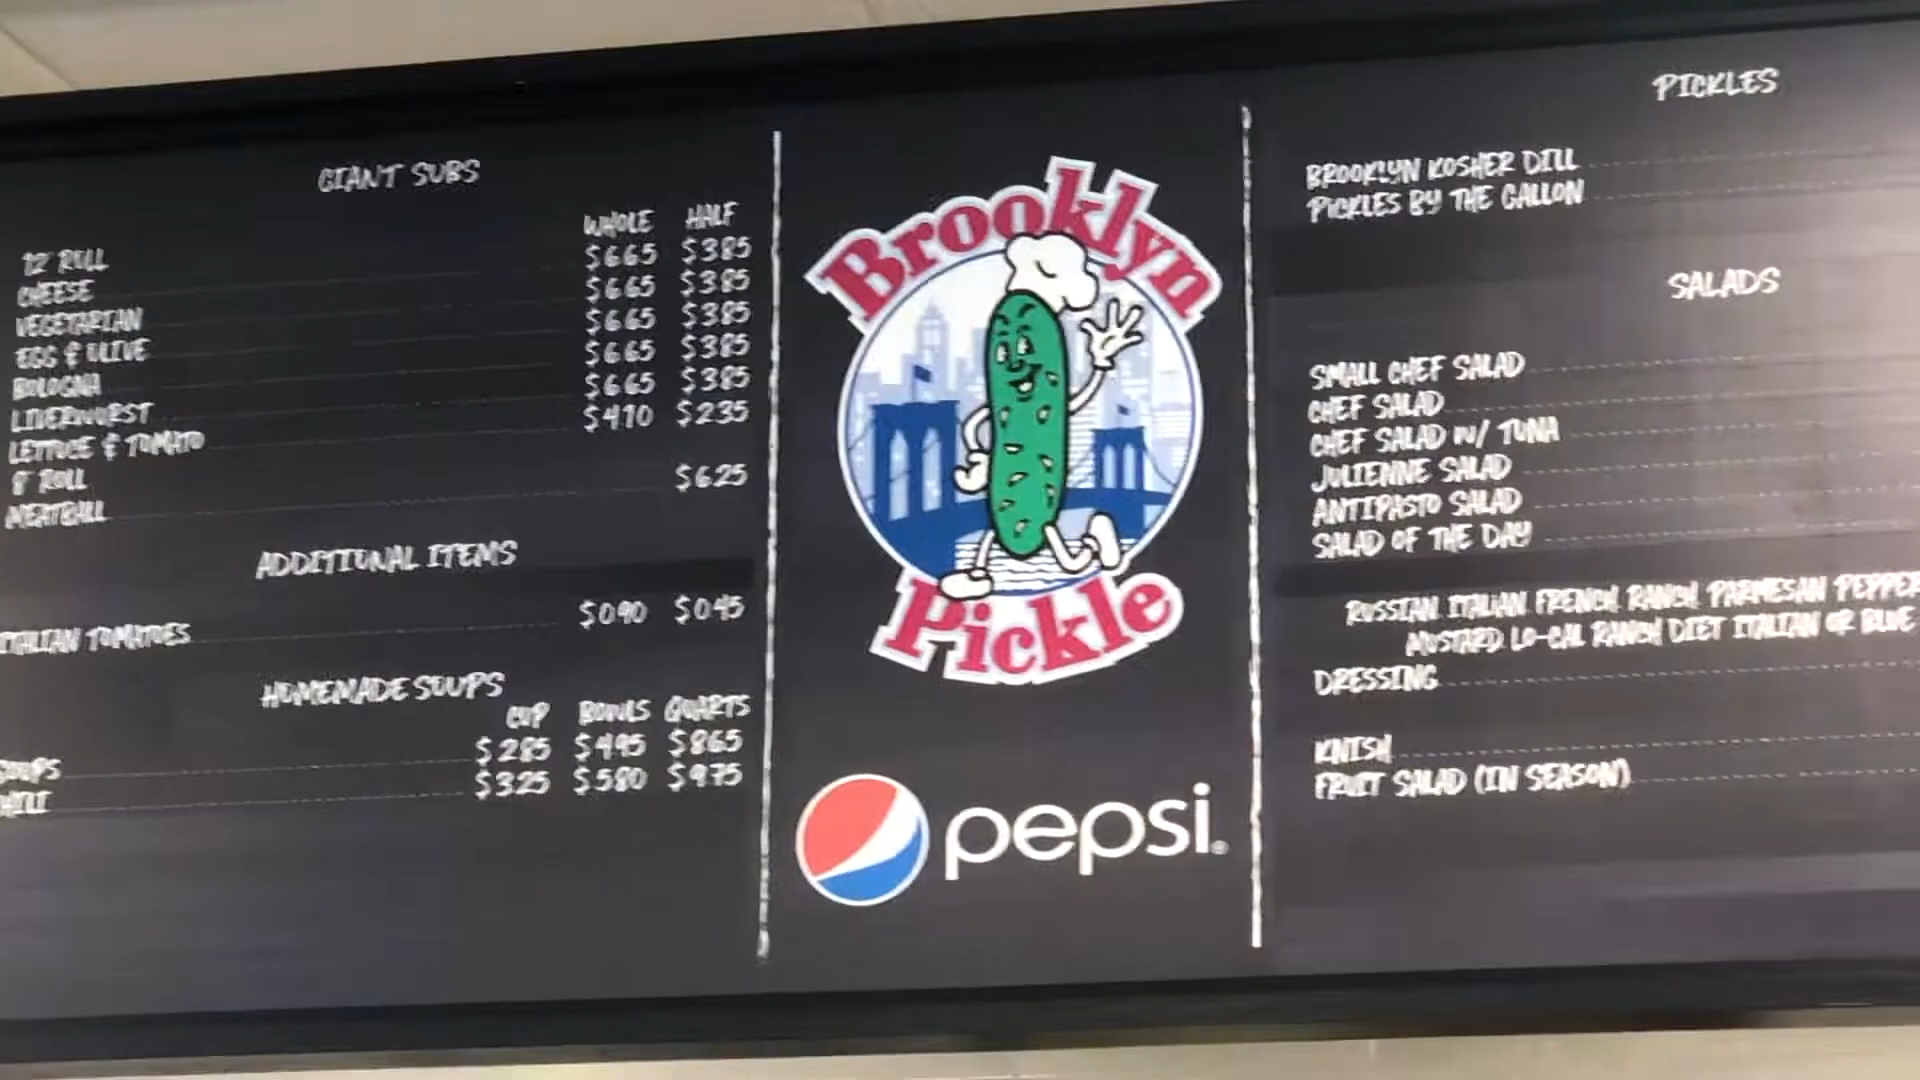 GIANT SUBS
WHOLE HALF
12" ROLL
CHEESE $665 $385
VEGETARIAN $665 $385
EGG & OLIVE $665 $385
BOLOGNA $665 $385
LIVERWURST $665 $385
LETTUCE & TOMATO $410 $235
8" ROLL
MEATBALL $625
ADDITIONAL ITEMS
ITALIAN TOMATOES $090 $045
HOMEMADE SOUPS
CUP BOWLS QUARTS
SOUPS $285 $495 $865
CHILI $325 $580 $975
Brooklyn
Pickle
pepsi
PICKLES
BROOKLYN KOSHER DILL
PICKLES BY THE GALLON
SALADS
SMALL CHEF SALAD
CHEF SALAD
CHEF SALAD W/ TUNA
JULIENNE SALAD
ANTIPASTO SALAD
SALAD OF THE DAY
RUSSIAN, ITALIAN, FRENCH, RANCH, PARMESAN PEPPER
MUSTARD, LO-CAL RANCH DIET ITALIAN OR BLUE
DRESSING
KNISH
FRUIT SALAD (IN SEASON)